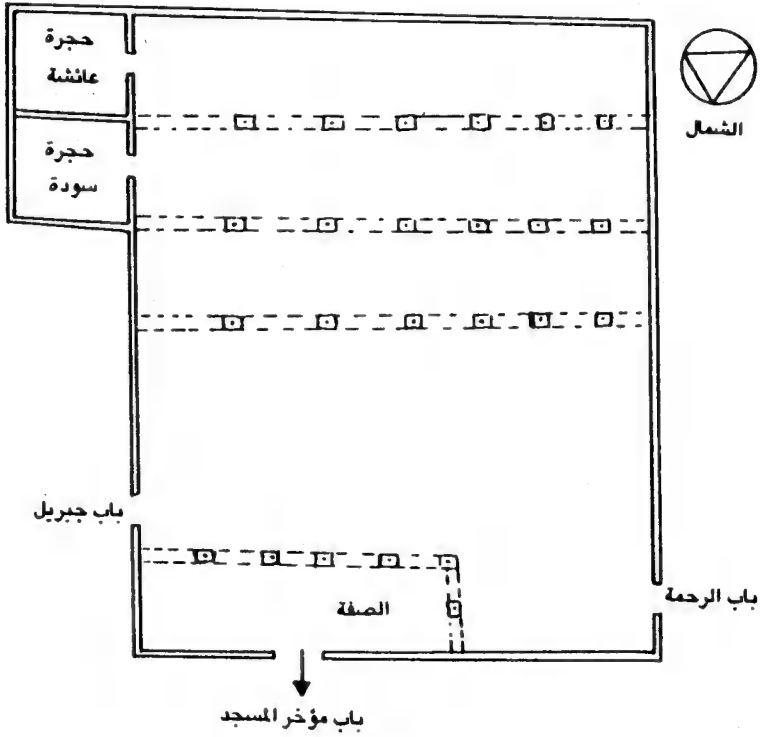 حجرة
عائشة
الشمال
حجرة
سودة
باب جبريل
باب الرحمة
الصفة
باب مؤخر المسجد